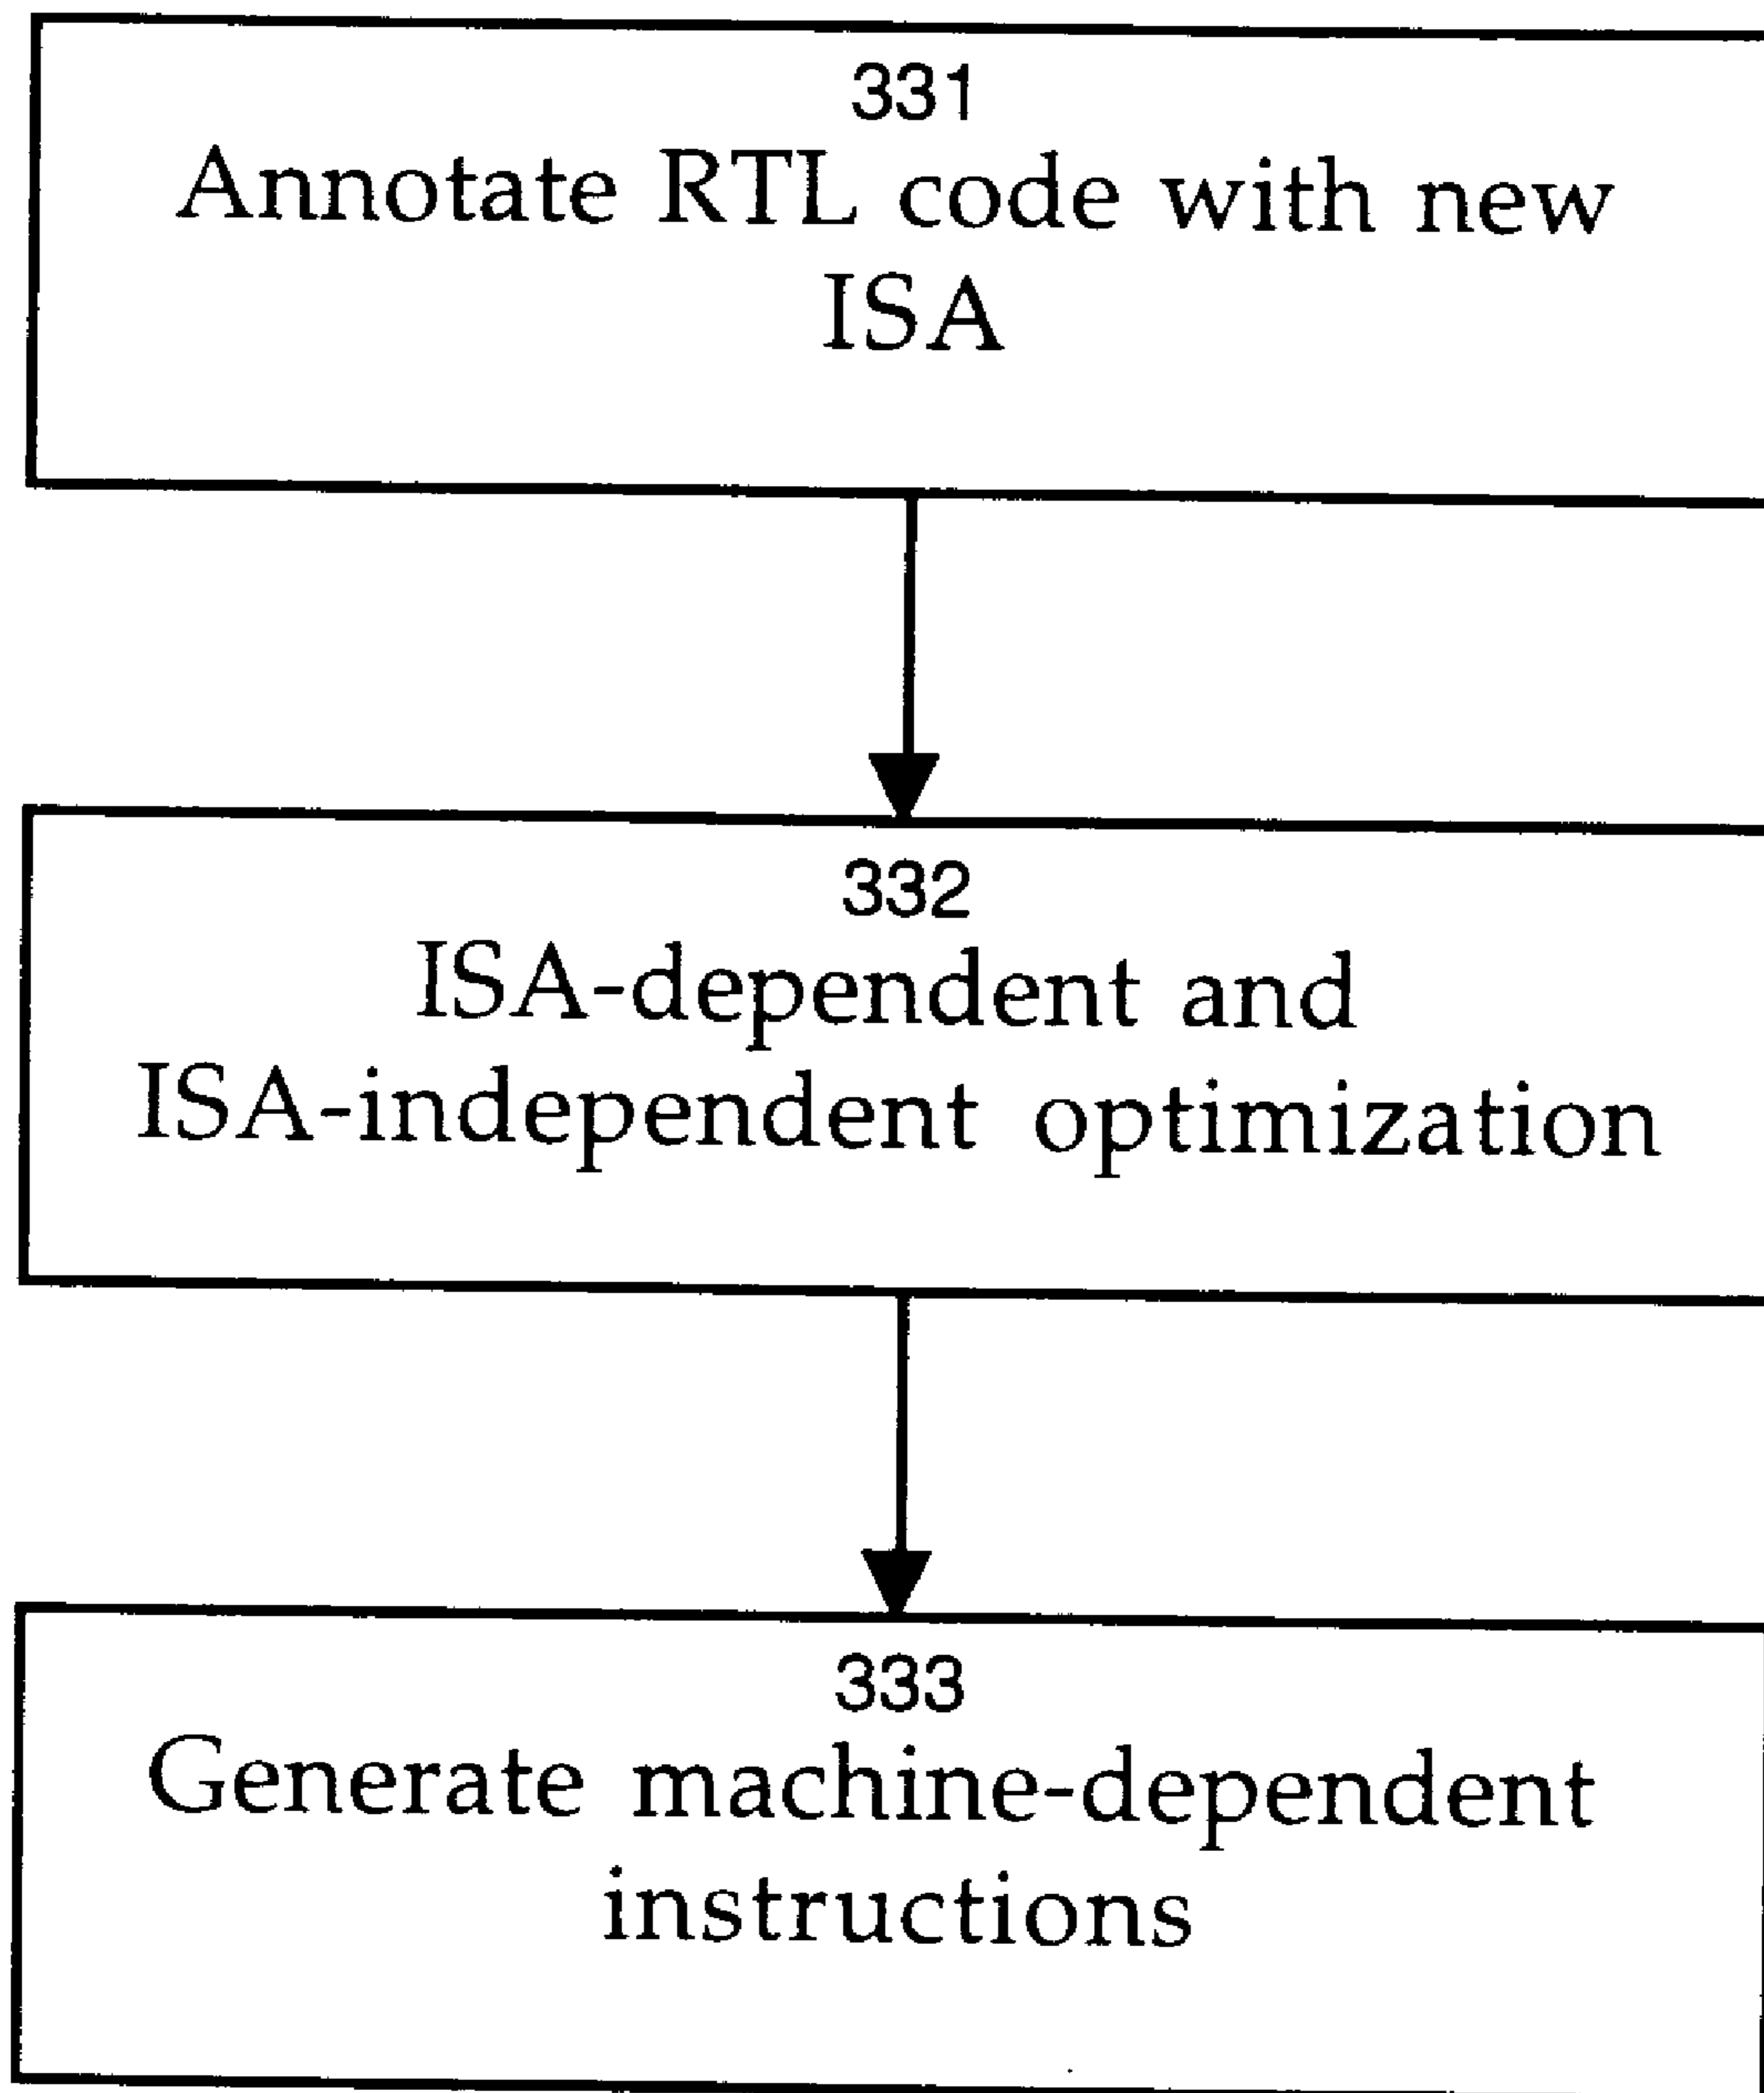 331
Annotate RTL code with new
ISA
332
ISA-dependent and
ISA-independent optimization
333
Generate machine-dependent
instructions